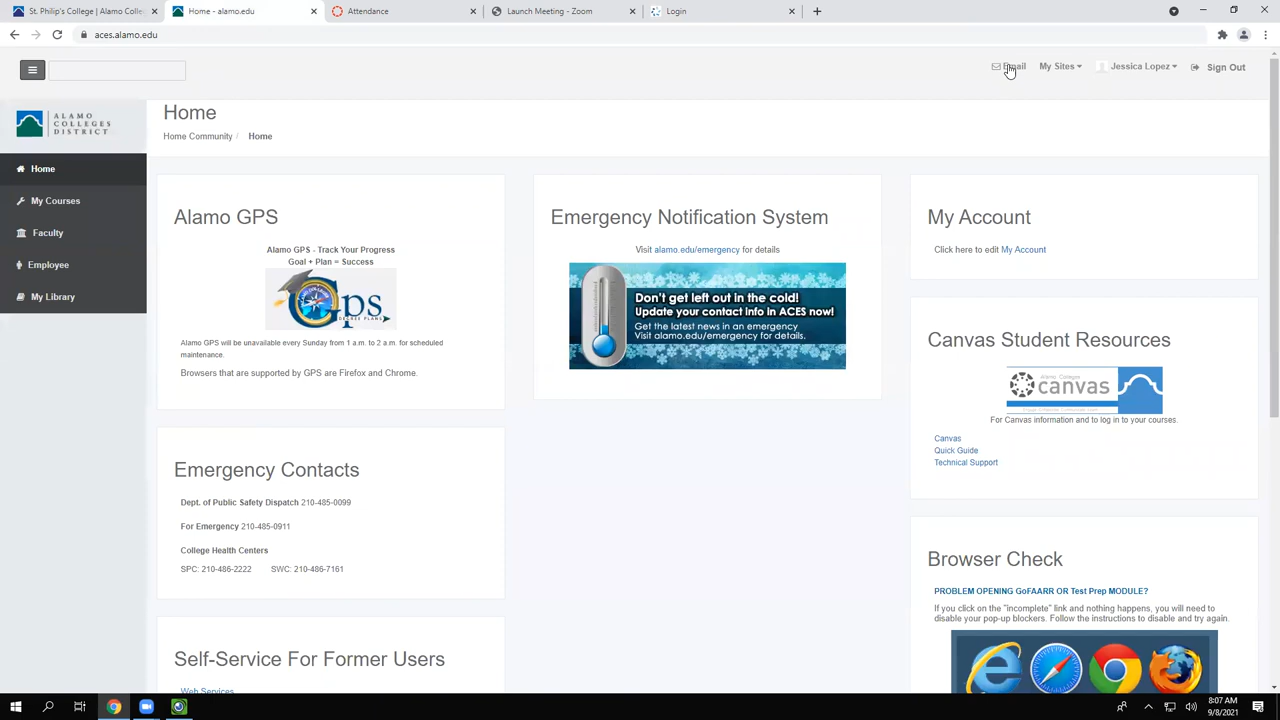 St. Philip's College - Alamo Colleg
Home - alamo.edu
Attendance
Launch Meeting - Zoom
Login
aces.alamo.edu
Email
My Sites
Jessica Lopez
Sign Out
ALAMO
COLLEGES
DISTRICT
Home
Home Community / Home
Home
My Courses
Faculty
Employee
My Library
Alamo GPS
Alamo GPS - Track Your Progress
Goal + Plan = Success
Gps
DEGREE PLANS
Alamo GPS will be unavailable every Sunday from 1 a.m. to 2 a.m. for scheduled
maintenance.
Browsers that are supported by GPS are Firefox and Chrome.
Emergency Contacts
Dept. of Public Safety Dispatch 210-485-0099
For Emergency 210-485-0911
College Health Centers
SPC: 210-486-2222 SWC: 210-486-7161
Self-Service For Former Users
Web Services
Emergency Notification System
Visit alamo.edu/emergency for details
Don't get left out in the cold!
Update your contact info in ACES now!
Get the latest news in an emergency
Visit alamo.edu/emergency for details.
My Account
Click here to edit My Account
Canvas Student Resources
Alamo Colleges
canvas
For Canvas information and to log in to your courses.
Canvas
Quick Guide
Technical Support
Browser Check
PROBLEM OPENING GoFAARR OR Test Prep MODULE?
If you click on the "incomplete" link and nothing happens, you will need to
disable your pop-up blockers. Follow the instructions to disable and try again.
8:07 AM
9/8/2021